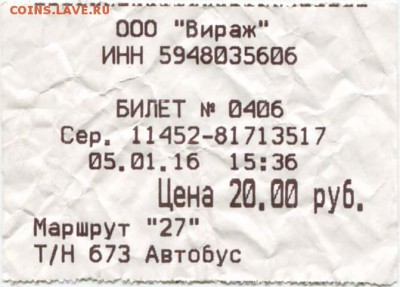 COINS.LAVE.RU
ООО "Вираж"
ИНН 5948035606
БИЛЕТ № 0406
Сер. 11452-81713517
05.01.16 15:36
Цена 20.00 руб.
Маршрут "27"
Т/Н 673 Автобус